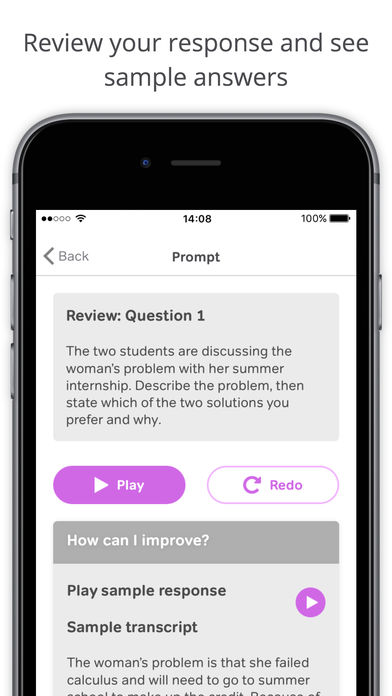 Review your response and see
sample answers
14:08
100%
Back
Prompt
Review: Question 1
The two students are discussing the
woman's problem with her summer
internship. Describe the problem, then
state which of the two solutions you
prefer and why.
Play
Redo
How can I improve?
Play sample response
Sample transcript
The woman's problem is that she failed
calculus and will need to go to summer
school to make up the credit. Because of